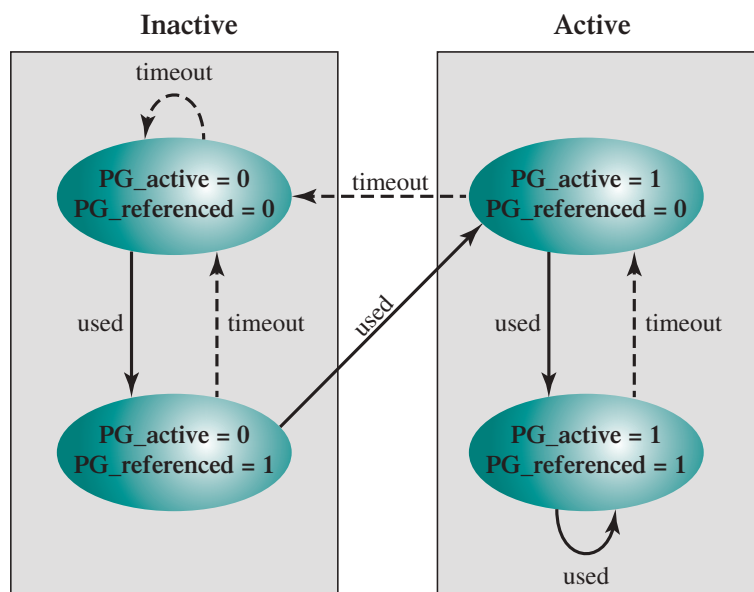 Inactive
Active
timeout
PG_active = 0
PG_referenced = 0
timeout
PG_active = 1
PG_referenced = 0
used
timeout
used
used
timeout
PG_active = 0
PG_referenced = 1
PG_active = 1
PG_referenced = 1
used